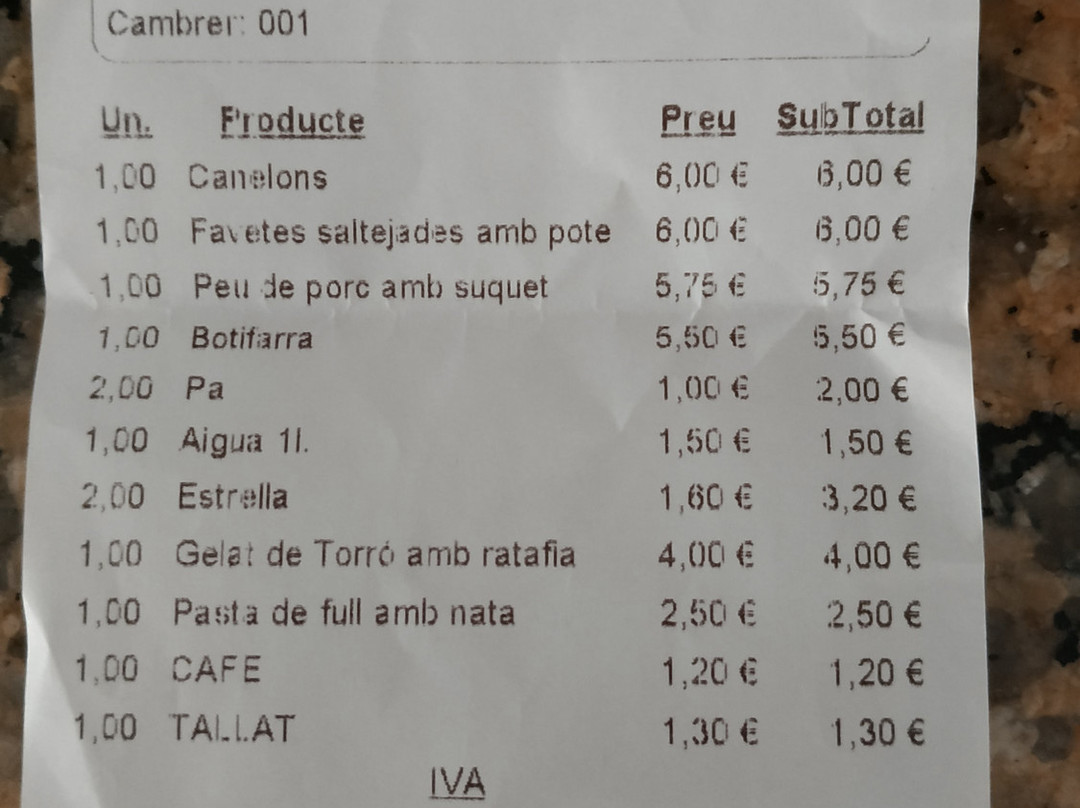 Cambrer: 001
Un. Producte Preu SubTotal
1,00 Canelons 6,00 € 6,00 €
1,00 Favetes saltejades amb pote 6,00 € 6,00 €
1,00 Peu de porc amb suquet 5,75 € 5,75 €
1,00 Botifarra 5,50 € 5,50 €
2,00 Pa 1,00 € 2,00 €
1,00 Aigua 1l. 1,50 € 1,50 €
2,00 Estrella 1,60 € 3,20 €
1,00 Gelat de Torró amb ratafia 4,00 € 4,00 €
1,00 Pasta de full amb nata 2,50 € 2,50 €
1,00 CAFE 1,20 € 1,20 €
1,00 TALLAT 1,30 € 1,30 €
IVA